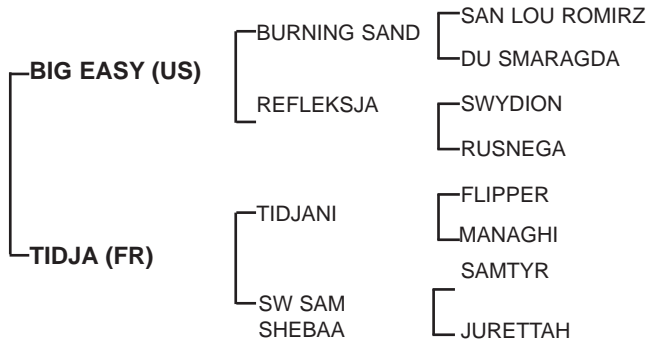 SAN LOU ROMIRZ
BURNING SAND
DU SMARAGDA
BIG EASY (US)
REFLEKSJA
SWYDION
RUSNEGA
FLIPPER
TIDJANI
MANAGHI
TIDJA (FR)
SAMTYR
SW SAM
SHEBAA
JURETTAH